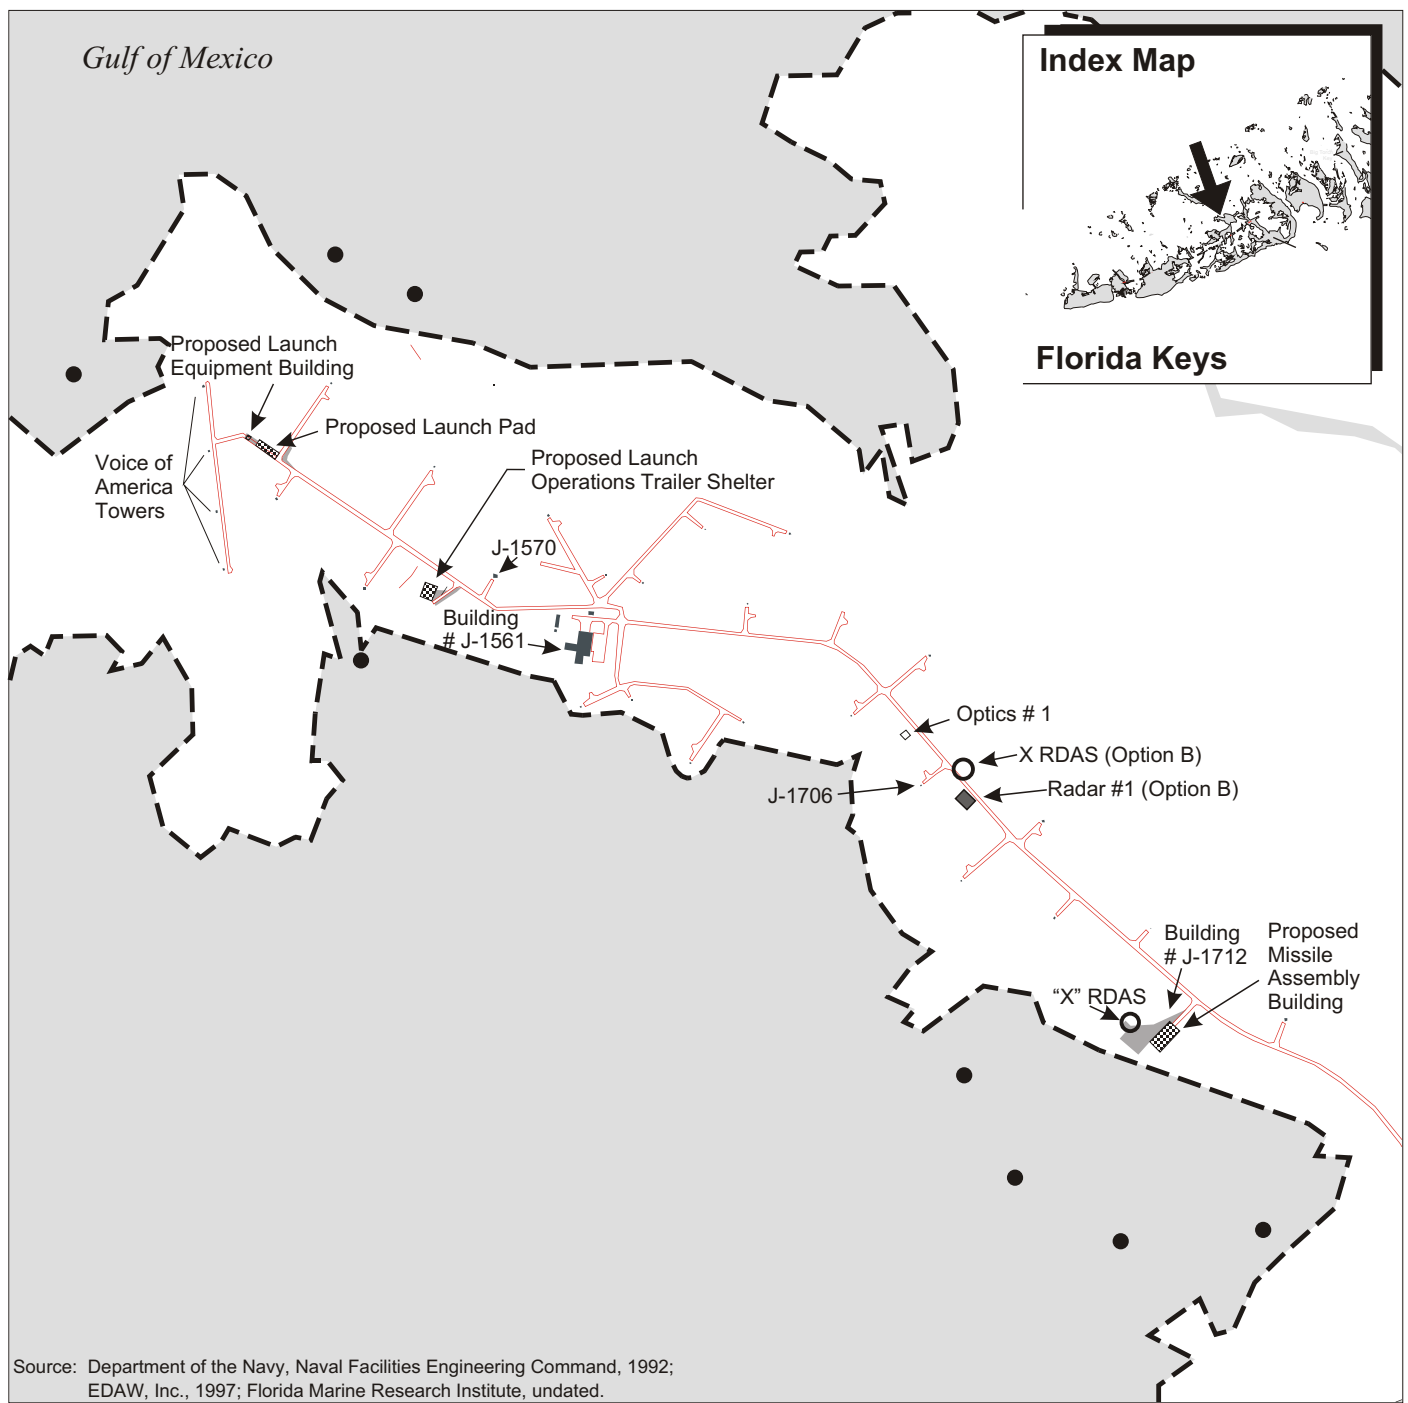 Gulf of Mexico
Index Map
Florida Keys
Proposed Launch
Equipment Building
Proposed Launch Pad
Voice of
America
Towers
Proposed Launch
Operations Trailer Shelter
J-1570
Building
# J-1561
Optics # 1
X RDAS (Option B)
J-1706
Radar #1 (Option B)
Building
# J-1712
Proposed
Missile
Assembly
Building
“X” RDAS
Source: Department of the Navy, Naval Facilities Engineering Command, 1992;
EDAW, Inc., 1997; Florida Marine Research Institute, undated.